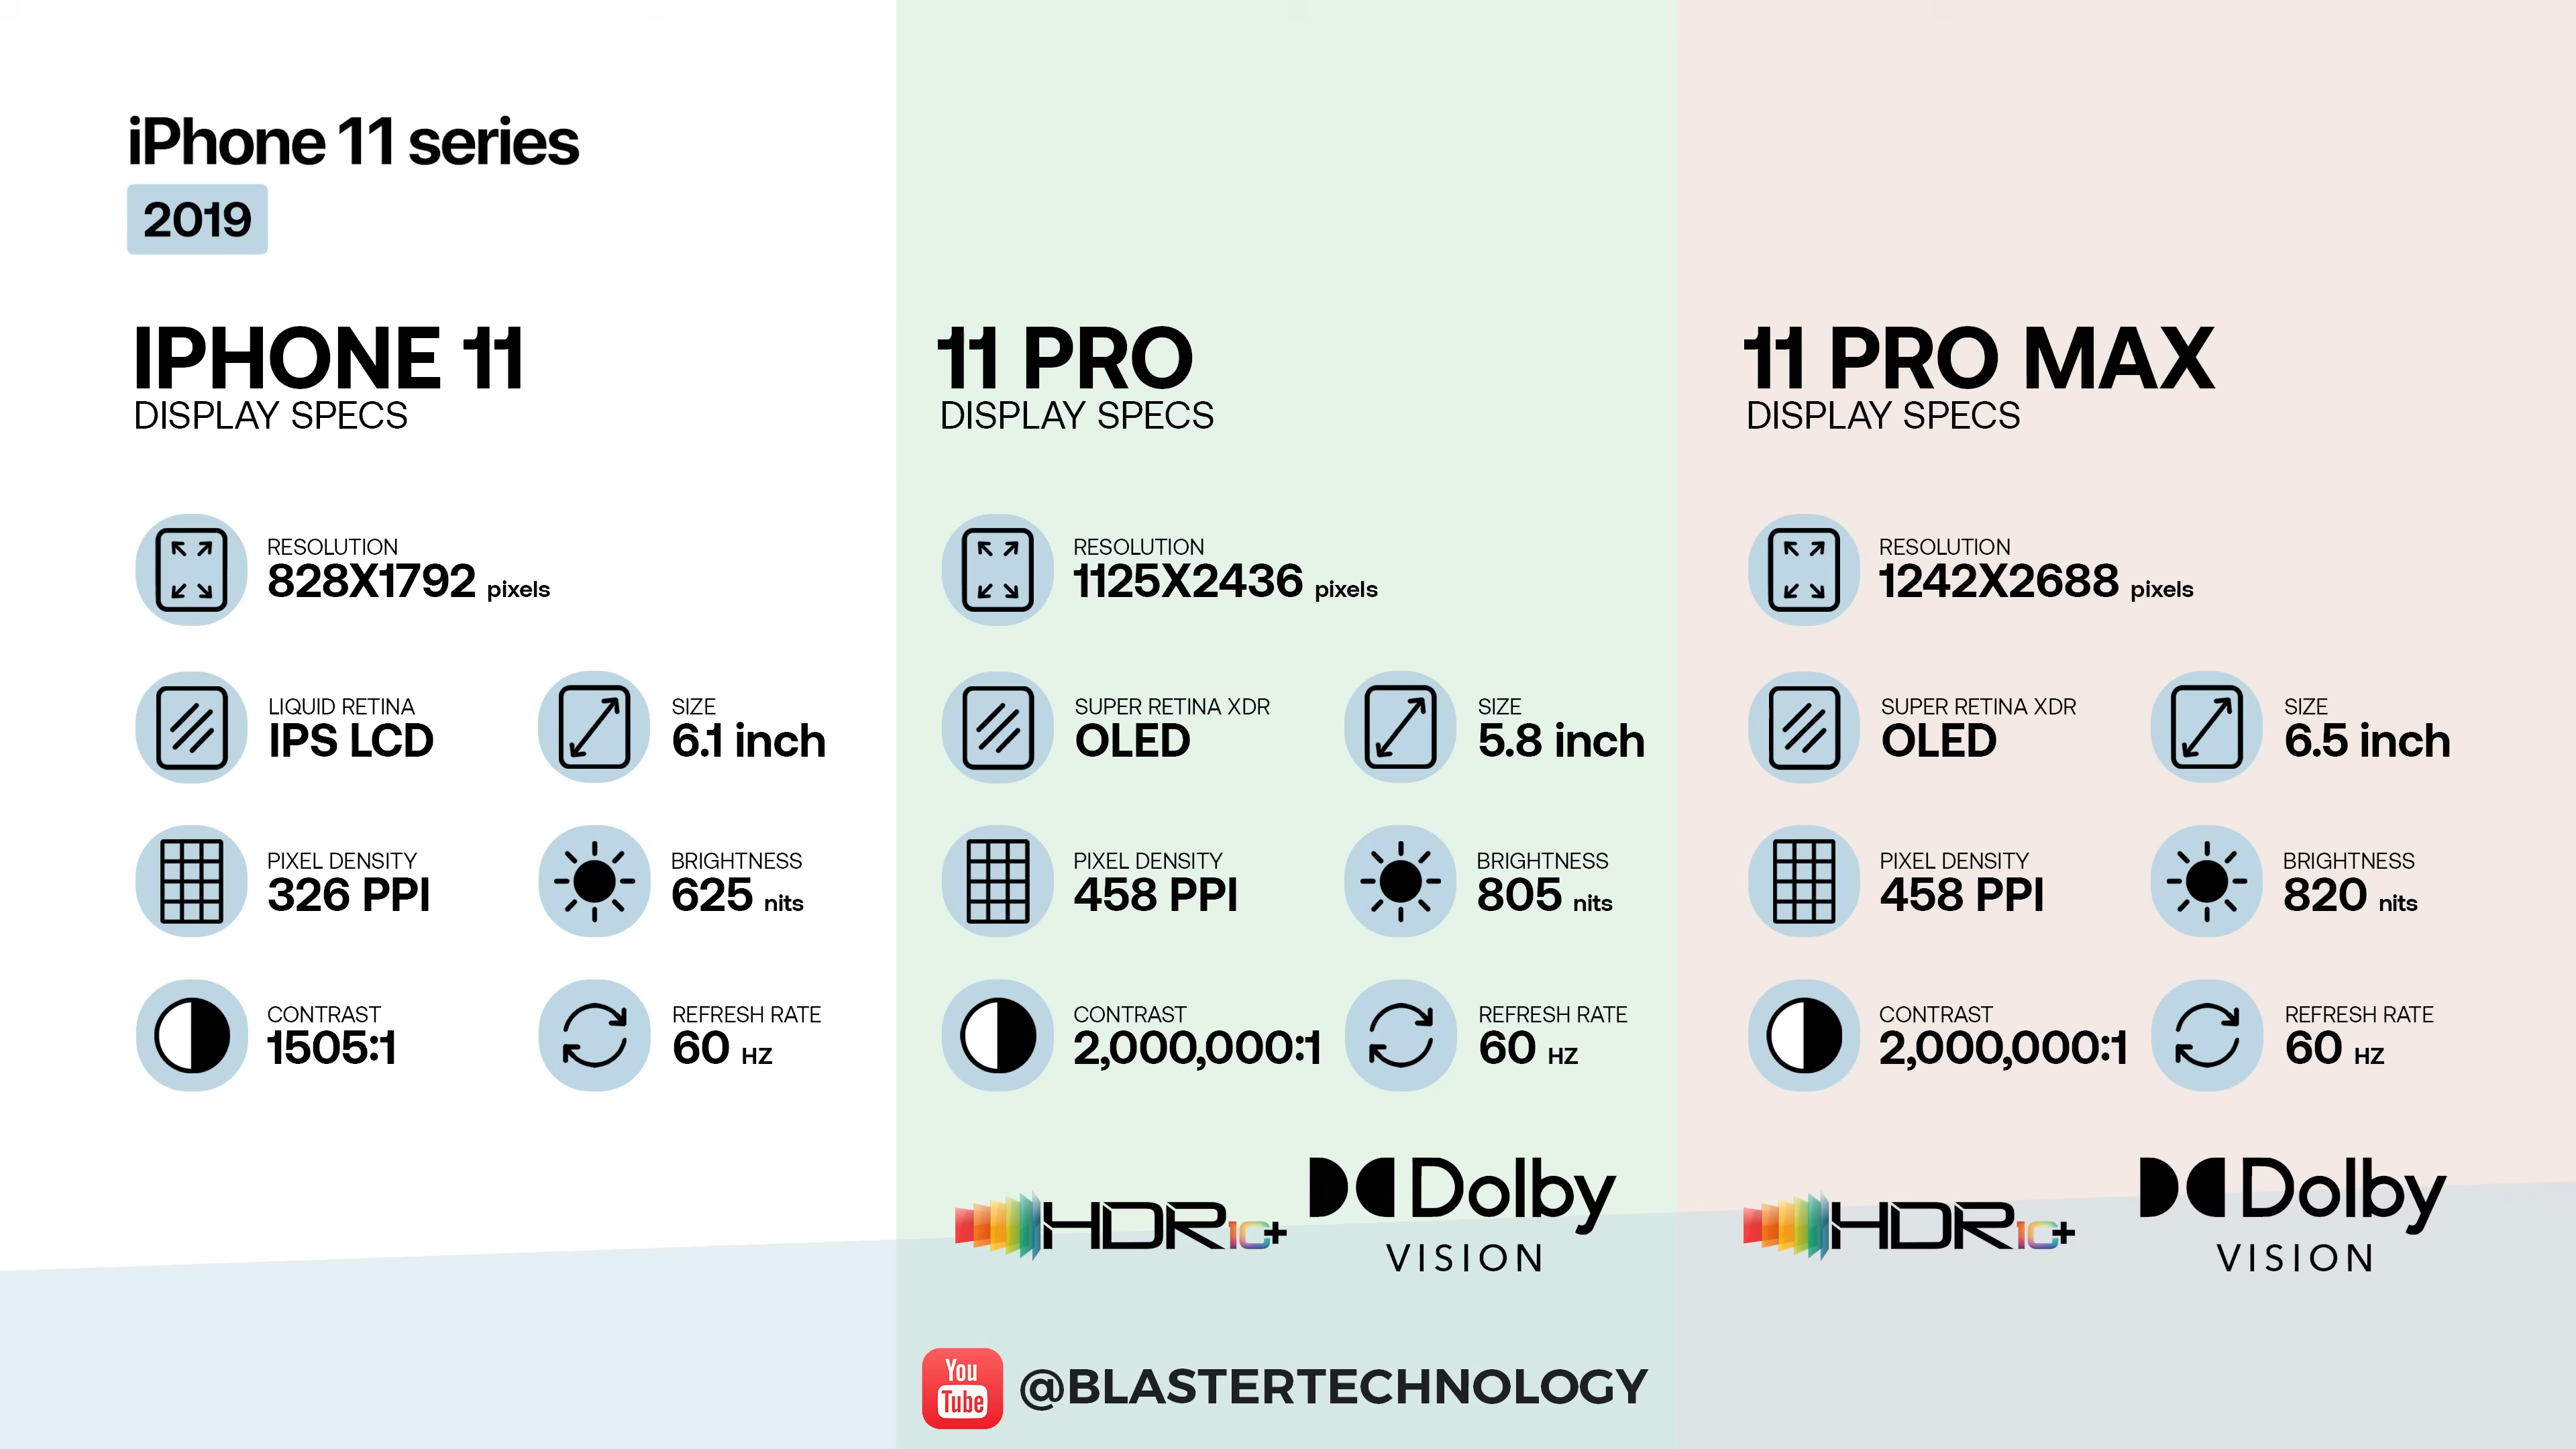 iPhone 11 series
2019
IPHONE 11
DISPLAY SPECS
RESOLUTION
828X1792 pixels
LIQUID RETINA
IPS LCD
SIZE
6.1 inch
PIXEL DENSITY
326 PPI
BRIGHTNESS
625 nits
CONTRAST
1505:1
REFRESH RATE
60 HZ
11 PRO
DISPLAY SPECS
RESOLUTION
1125X2436 pixels
SUPER RETINA XDR
OLED
SIZE
5.8 inch
PIXEL DENSITY
458 PPI
BRIGHTNESS
805 nits
CONTRAST
2,000,000:1
REFRESH RATE
60 HZ
HDR10+
Dolby
VISION
11 PRO MAX
DISPLAY SPECS
RESOLUTION
1242X2688 pixels
SUPER RETINA XDR
OLED
SIZE
6.5 inch
PIXEL DENSITY
458 PPI
BRIGHTNESS
820 nits
CONTRAST
2,000,000:1
REFRESH RATE
60 HZ
HDR10+
Dolby
VISION
You
Tube
@BLASTERTECHNOLOGY